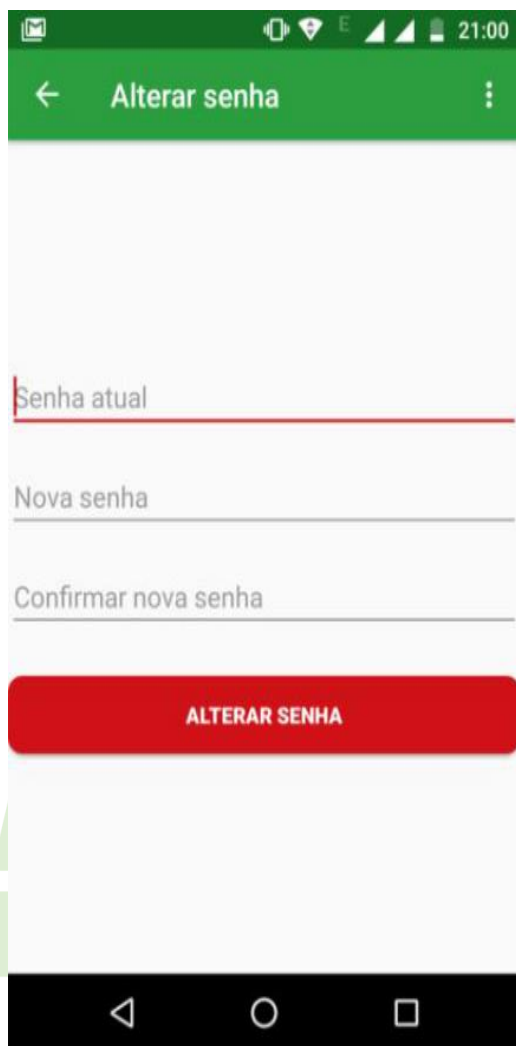 E 21:00
Alterar senha
Senha atual
Nova senha
Confirmar nova senha
ALTERAR SENHA